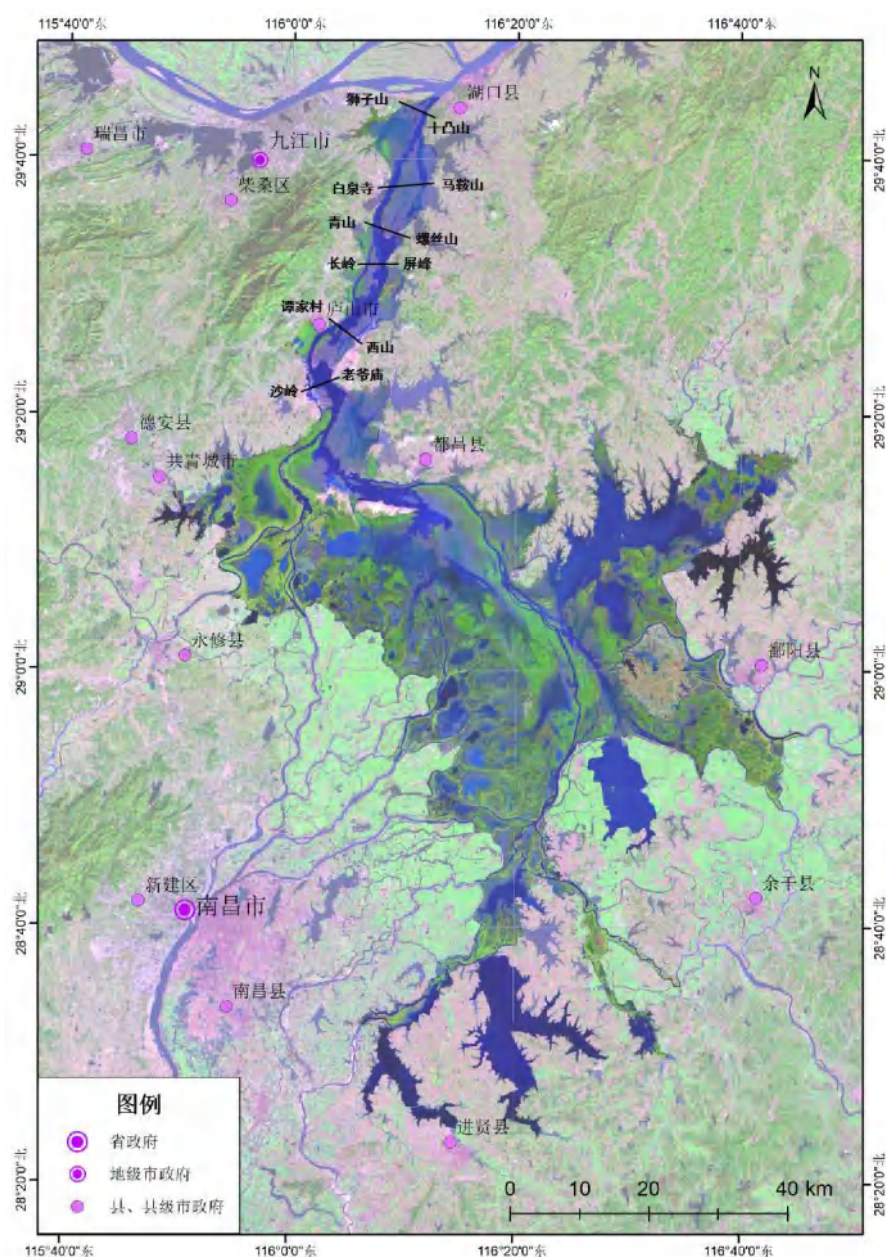 115°40'0"东 116°0'0"东 116°20'0"东 116°40'0"东
N
狮子山
湖口县
十凸山
瑞昌市
九江市
29°40'0"北
29°40'0"北
柴桑区
白泉寺
马鞍山
青山
螺丝山
长岭
屏峰
谭家村
庐山市
西山
老爷庙
沙岭
29°20'0"北
29°20'0"北
德安县
都昌县
共青城市
永修县
鄱阳县
29°0'0"北
29°0'0"北
新建区
余干县
南昌市
28°40'0"北
28°40'0"北
南昌县
进贤县
图例
省政府
地级市政府
县、县级市政府
0 10 20 40 km
28°20'0"北
28°20'0"北
115°40'0"东 116°0'0"东 116°20'0"东 116°40'0"东